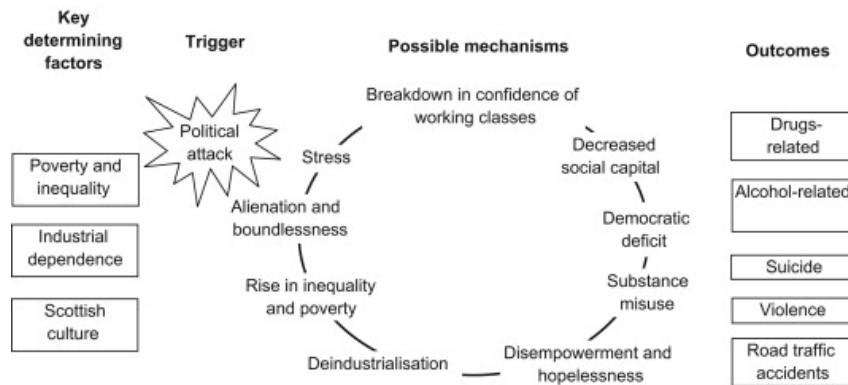 Key
determining
factors
Trigger
Possible mechanisms
Outcomes
Poverty and
inequality
Industrial
dependence
Scottish
culture
Political
attack
Breakdown in confidence of
working classes
Decreased
social capital
Democratic
deficit
Substance
misuse
Disempowerment and
hopelessness
Deindustrialisation
Rise in inequality
and poverty
Alienation and
boundlessness
Stress
Drugs-
related
Alcohol-related
Suicide
Violence
Road traffic
accidents